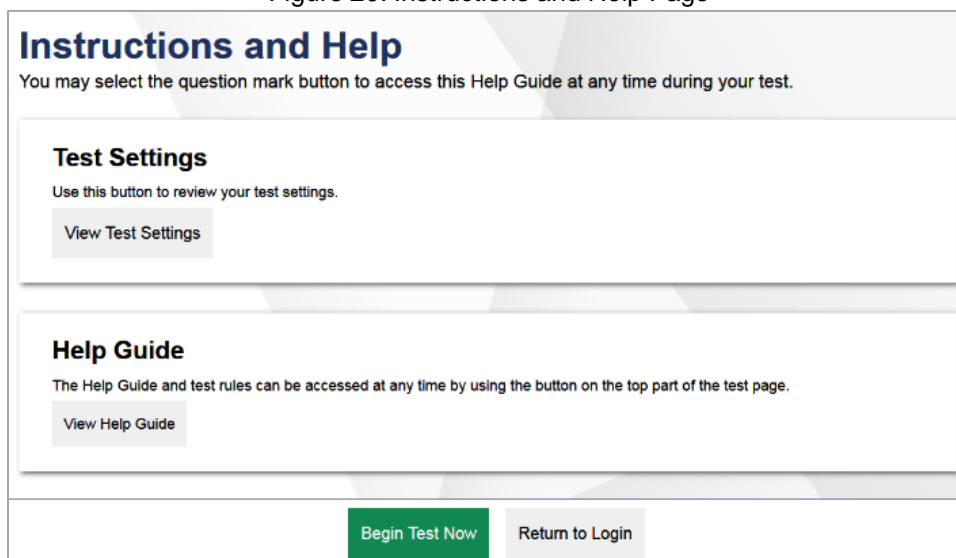 Instructions and Help
You may select the question mark button to access this Help Guide at any time during your test.
Test Settings
Use this button to review your test settings.
View Test Settings
Help Guide
The Help Guide and test rules can be accessed at any time by using the button on the top part of the test page.
View Help Guide
Begin Test Now
Return to Login